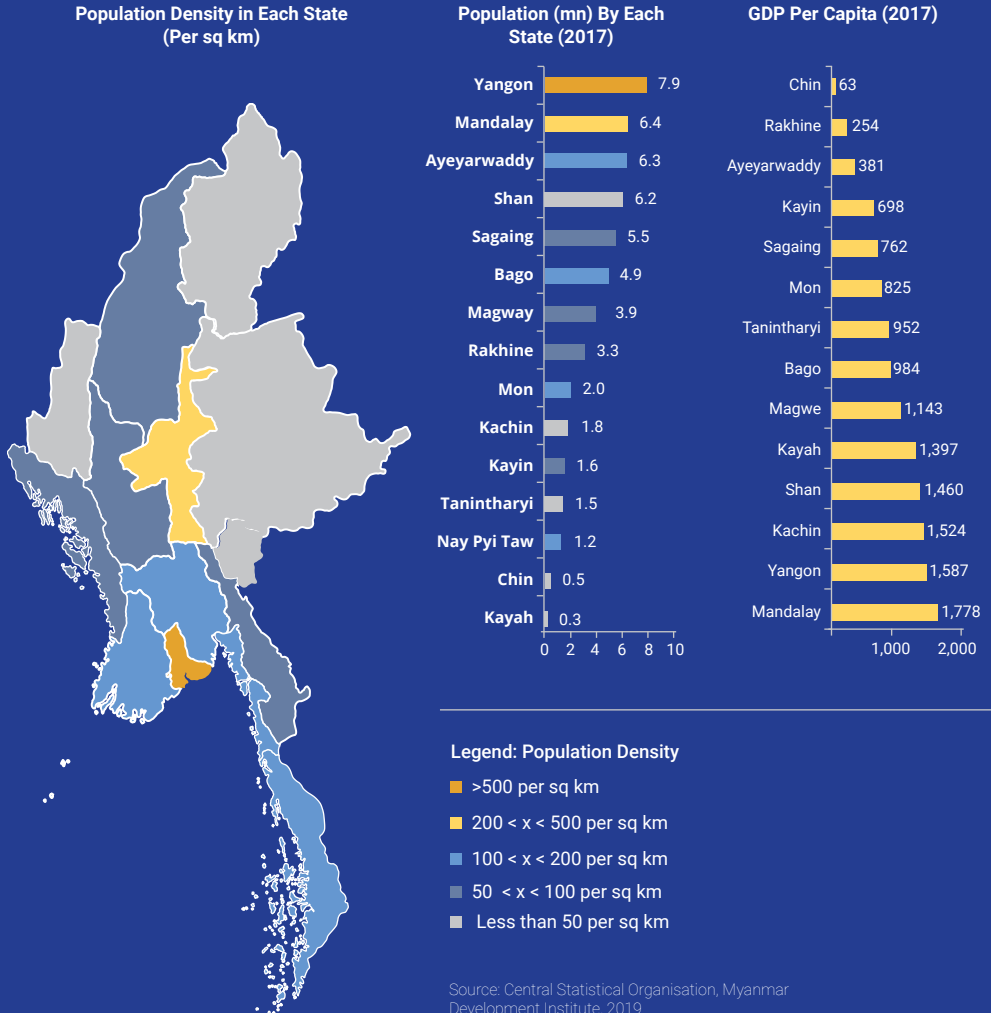 Population Density in Each State
(Per sq km)
Population (mn) By Each
State (2017)
Yangon 7.9
Mandalay 6.4
Ayeyarwaddy 6.3
Shan 6.2
Sagaing 5.5
Bago 4.9
Magway 3.9
Rakhine 3.3
Mon 2.0
Kachin 1.8
Kayin 1.6
Tanintharyi 1.5
Nay Pyi Taw 1.2
Chin 0.5
Kayah 0.3
0 2 4 6 8 10
GDP Per Capita (2017)
Chin 63
Rakhine 254
Ayeyarwaddy 381
Kayin 698
Sagaing 762
Mon 825
Tanintharyi 952
Bago 984
Magwe 1,143
Kayah 1,397
Shan 1,460
Kachin 1,524
Yangon 1,587
Mandalay 1,778
1,000 2,000
Legend: Population Density
>500 per sq km
200 < x < 500 per sq km
100 < x < 200 per sq km
50 < x < 100 per sq km
Less than 50 per sq km
Source: Central Statistical Organisation, Myanmar
Development Institute, 2019